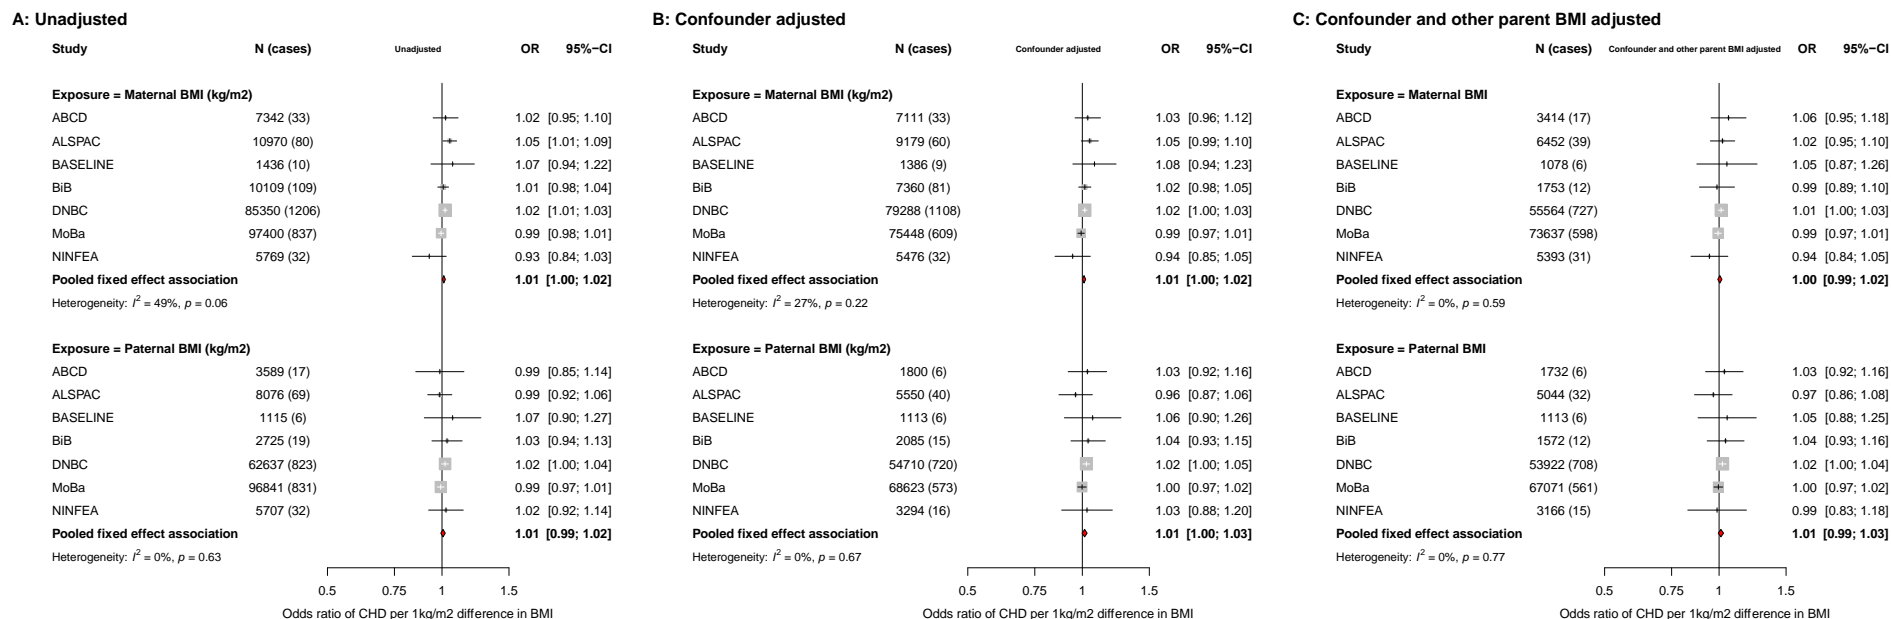 A: Unadjusted
Study N (cases) Unadjusted OR 95%−CI
Exposure = Maternal BMI (kg/m2)
ABCD 7342 (33) 1.02 [0.95; 1.10]
ALSPAC 10970 (80) 1.05 [1.01; 1.09]
BASELINE 1436 (10) 1.07 [0.94; 1.22]
BiB 10109 (109) 1.01 [0.98; 1.04]
DNBC 85350 (1206) 1.02 [1.01; 1.03]
MoBa 97400 (837) 0.99 [0.98; 1.01]
NINFEA 5769 (32) 0.93 [0.84; 1.03]
Pooled fixed effect association 1.01 [1.00; 1.02]
Heterogeneity: I² = 49%, p = 0.06
Exposure = Paternal BMI (kg/m2)
ABCD 3589 (17) 0.99 [0.85; 1.14]
ALSPAC 8076 (69) 0.99 [0.92; 1.06]
BASELINE 1115 (6) 1.07 [0.90; 1.27]
BiB 2725 (19) 1.03 [0.94; 1.13]
DNBC 62637 (823) 1.02 [1.00; 1.04]
MoBa 96841 (831) 0.99 [0.97; 1.01]
NINFEA 5707 (32) 1.02 [0.92; 1.14]
Pooled fixed effect association 1.01 [0.99; 1.02]
Heterogeneity: I² = 0%, p = 0.63
0.5 0.75 1 1.5
Odds ratio of CHD per 1kg/m2 difference in BMI
B: Confounder adjusted
Study N (cases) Confounder adjusted OR 95%−CI
Exposure = Maternal BMI (kg/m2)
ABCD 7111 (33) 1.03 [0.96; 1.12]
ALSPAC 9179 (60) 1.05 [0.99; 1.10]
BASELINE 1386 (9) 1.08 [0.94; 1.23]
BiB 7360 (81) 1.02 [0.98; 1.05]
DNBC 79288 (1108) 1.02 [1.00; 1.03]
MoBa 75448 (609) 0.99 [0.97; 1.01]
NINFEA 5476 (32) 0.94 [0.85; 1.05]
Pooled fixed effect association 1.01 [1.00; 1.02]
Heterogeneity: I² = 27%, p = 0.22
Exposure = Paternal BMI (kg/m2)
ABCD 1800 (6) 1.03 [0.92; 1.16]
ALSPAC 5550 (40) 0.96 [0.87; 1.06]
BASELINE 1113 (6) 1.06 [0.90; 1.26]
BiB 2085 (15) 1.04 [0.93; 1.15]
DNBC 54710 (720) 1.02 [1.00; 1.05]
MoBa 68623 (573) 1.00 [0.97; 1.02]
NINFEA 3294 (16) 1.03 [0.88; 1.20]
Pooled fixed effect association 1.01 [1.00; 1.03]
Heterogeneity: I² = 0%, p = 0.67
0.5 0.75 1 1.5
Odds ratio of CHD per 1kg/m2 difference in BMI
C: Confounder and other parent BMI adjusted
Study N (cases) Confounder and other parent BMI adjusted OR 95%−CI
Exposure = Maternal BMI
ABCD 3414 (17) 1.06 [0.95; 1.18]
ALSPAC 6452 (39) 1.02 [0.95; 1.10]
BASELINE 1078 (6) 1.05 [0.87; 1.26]
BiB 1753 (12) 0.99 [0.89; 1.10]
DNBC 55564 (727) 1.01 [1.00; 1.03]
MoBa 73637 (598) 0.99 [0.97; 1.01]
NINFEA 5393 (31) 0.94 [0.84; 1.05]
Pooled fixed effect association 1.00 [0.99; 1.02]
Heterogeneity: I² = 0%, p = 0.59
Exposure = Paternal BMI
ABCD 1732 (6) 1.03 [0.92; 1.16]
ALSPAC 5044 (32) 0.97 [0.86; 1.08]
BASELINE 1113 (6) 1.05 [0.88; 1.25]
BiB 1572 (12) 1.04 [0.93; 1.16]
DNBC 53922 (708) 1.02 [1.00; 1.04]
MoBa 67071 (561) 1.00 [0.97; 1.02]
NINFEA 3166 (15) 0.99 [0.83; 1.18]
Pooled fixed effect association 1.01 [0.99; 1.03]
Heterogeneity: I² = 0%, p = 0.77
0.5 0.75 1 1.5
Odds ratio of CHD per 1kg/m2 difference in BMI